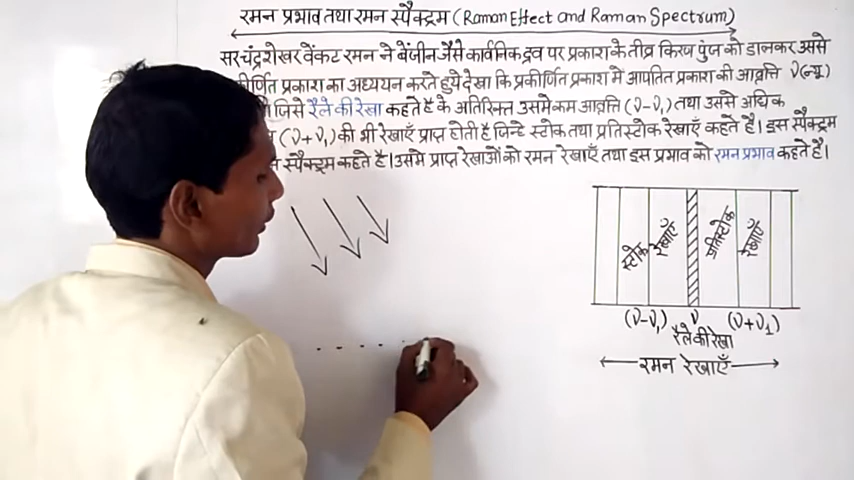 रमन प्रभाव तथा रमन स्पैक्ट्रम (Raman Effect and Raman Spectrum)
सर चंद्रशेखर वेंकट रमन ने बेंजीन जैसे कार्वनिक द्रव पर प्रकाश के तीव्र किरण पुंज को डालकर उससे
कीर्णित प्रकाश का अध्ययन करते हुये देखा कि प्रकीर्णित प्रकाश में आपतित प्रकाश की आवृत्ति ν (न्यू)
जिसे रैले की रेखा कहते है के अतिरिक्त उसमे कम आवृत्ति (ν-ν₁) तथा उससे अधिक
(ν+ν₁) की भी रेखाएँ प्राप्त होती है जिन्हे स्टोक तथा प्रतिस्टोक रेखाएँ कहते है। इस स्पैक्ट्रम
स्पैक्ट्रम कहते है। उसमे प्राप्त रेखाओं को रमन रेखाएँ तथा इस प्रभाव को रमन प्रभाव कहते है।
स्टोक रेखाएँ प्रतिस्टोक रेखाएँ
(ν-ν₁) ν (ν+ν₁)
रैले की रेखा
रमन रेखाएँ